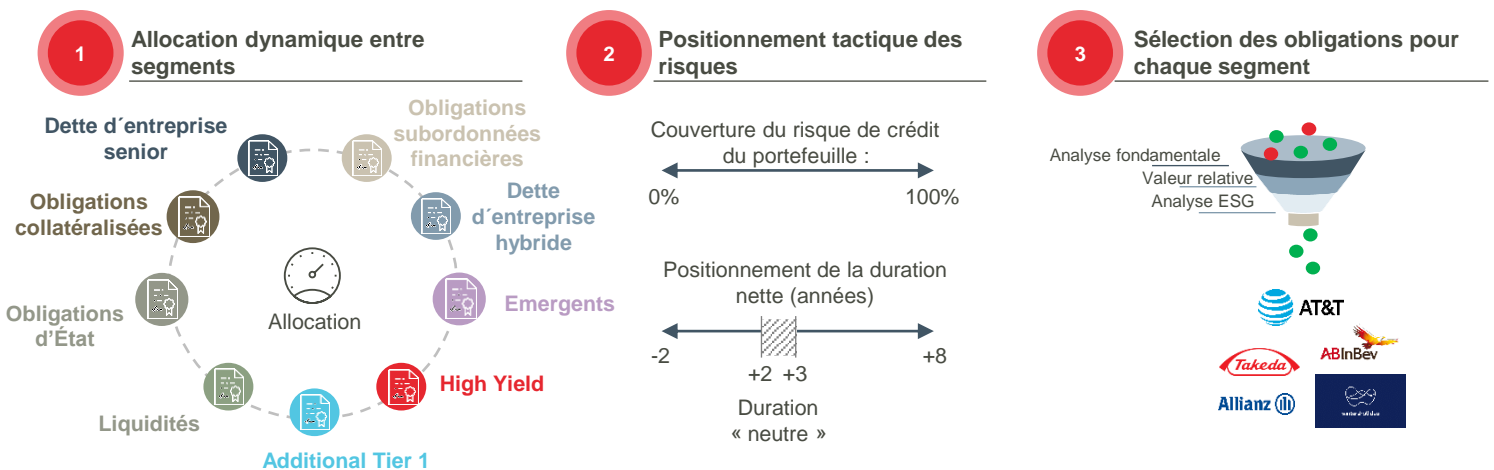 1
Allocation dynamique entre
segments
Dette d´entreprise
senior
Obligations
subordonnées
financières
Obligations
collatéralisées
Dette
d´entreprise
hybride
Allocation
Emergents
Obligations
d’État
High Yield
Liquidités
Additional Tier 1
2
Positionnement tactique des
risques
Couverture du risque de crédit
du portefeuille :
0%
100%
Positionnement de la duration
nette (années)
-2
+8
+2 +3
Duration
« neutre »
3
Sélection des obligations pour
chaque segment
Analyse fondamentale
Valeur relative
Analyse ESG
AT&T
Takeda
ABInBev
Allianz